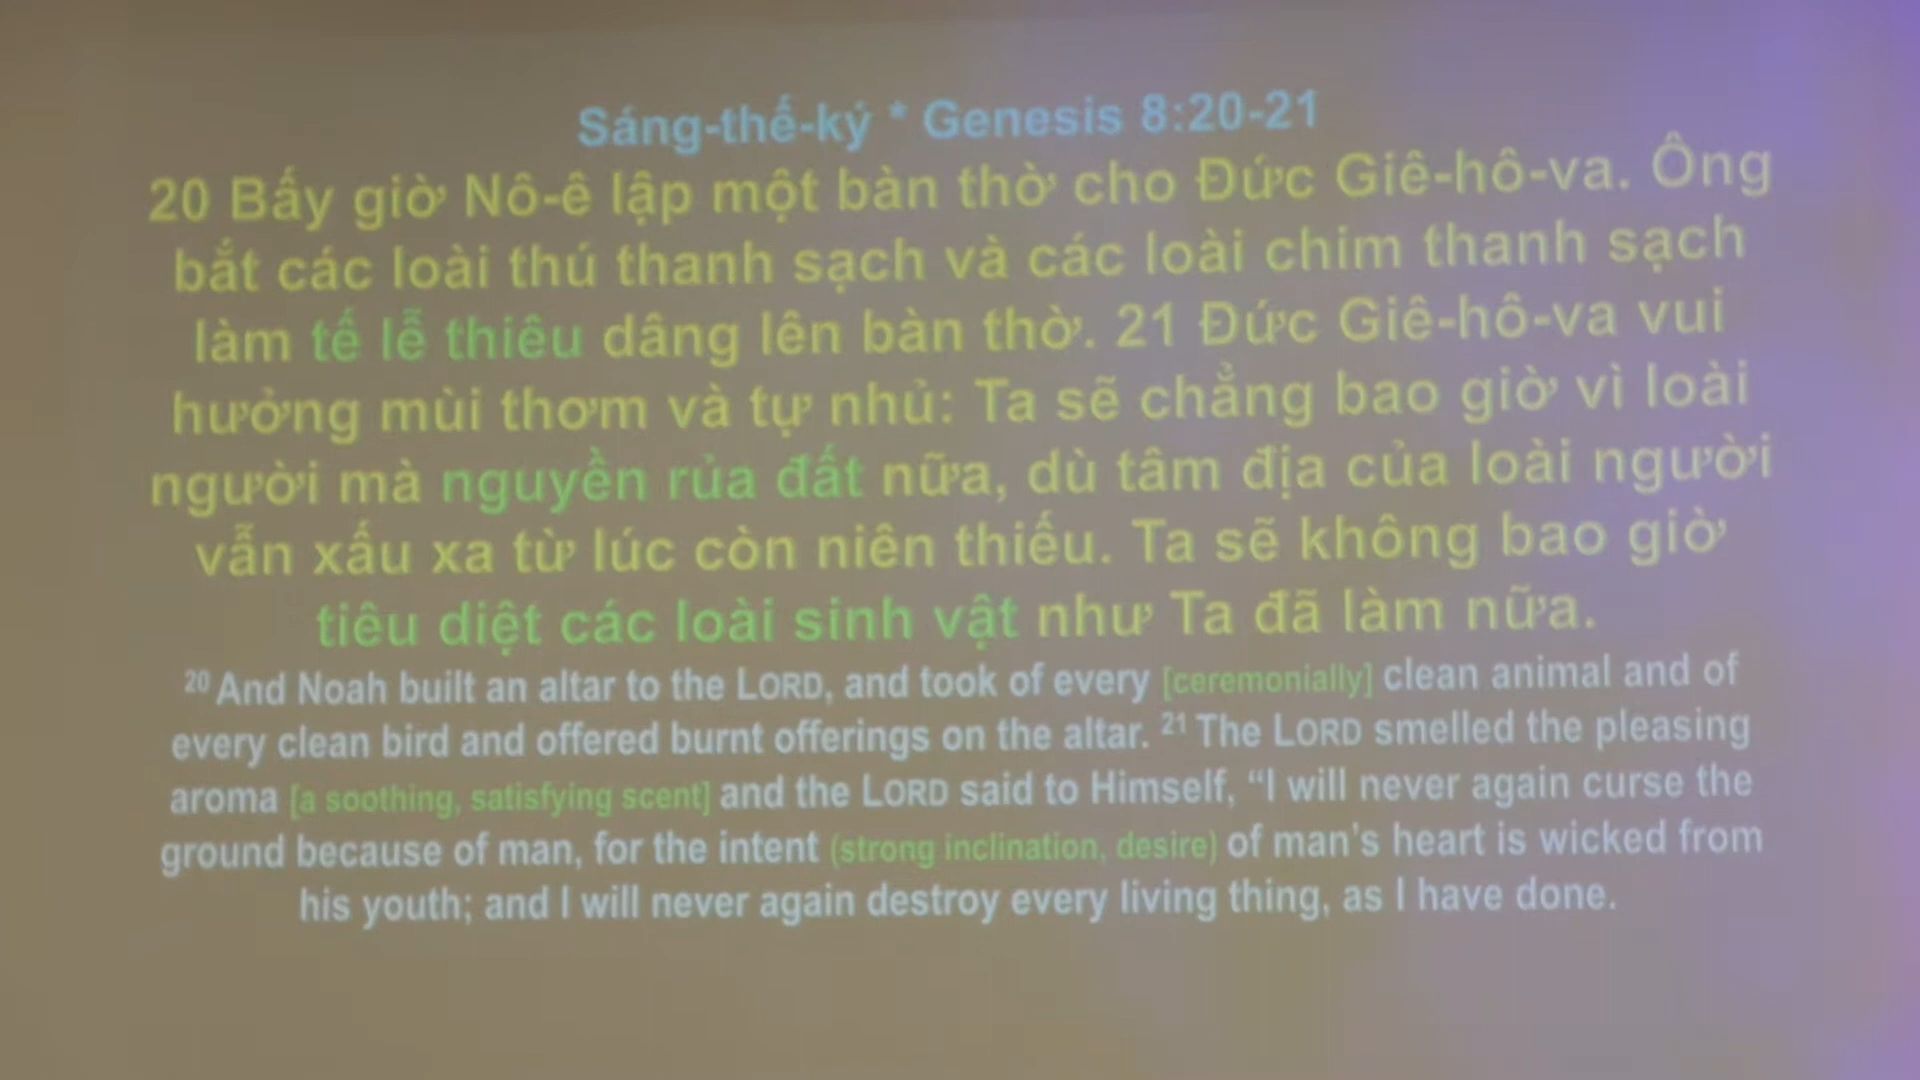 Sáng-thế-ký * Genesis 8:20-21
20 Bấy giờ Nô-ê lập một bàn thờ cho Đức Giê-hô-va. Ông
bắt các loài thú thanh sạch và các loài chim thanh sạch
làm tế lễ thiêu dâng lên bàn thờ. 21 Đức Giê-hô-va vui
hưởng mùi thơm và tự nhủ: Ta sẽ chẳng bao giờ vì loài
người mà nguyền rủa đất nữa, dù tâm địa của loài người
vẫn xấu xa từ lúc còn niên thiếu. Ta sẽ không bao giờ
tiêu diệt các loài sinh vật như Ta đã làm nữa.
20 And Noah built an altar to the LORD, and took of every [ceremonially] clean animal and of
every clean bird and offered burnt offerings on the altar. 21 The LORD smelled the pleasing
aroma [a soothing, satisfying scent] and the LORD said to Himself, “I will never again curse the
ground because of man, for the intent (strong inclination, desire) of man’s heart is wicked from
his youth; and I will never again destroy every living thing, as I have done.